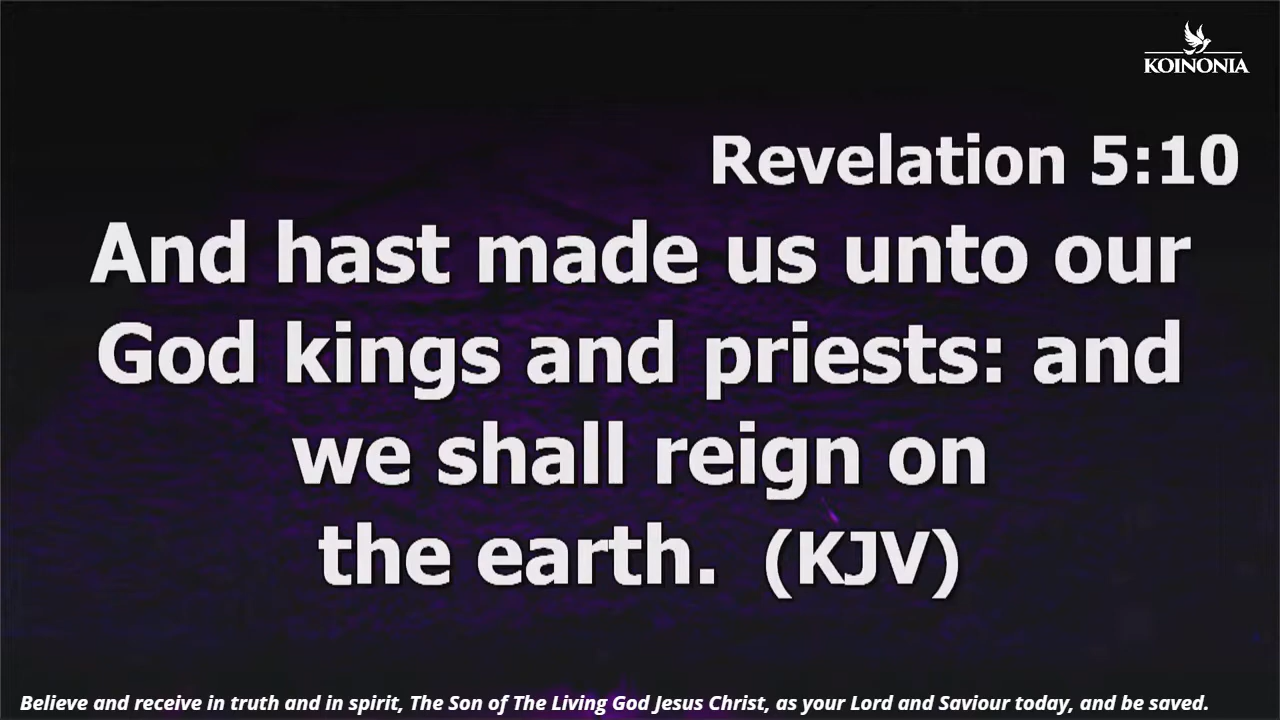 KOINONIA
Revelation 5:10
And hast made us unto our
God kings and priests: and
we shall reign on
the earth. (KJV)
Believe and receive in truth and in spirit, The Son of The Living God Jesus Christ, as your Lord and Saviour today, and be saved.